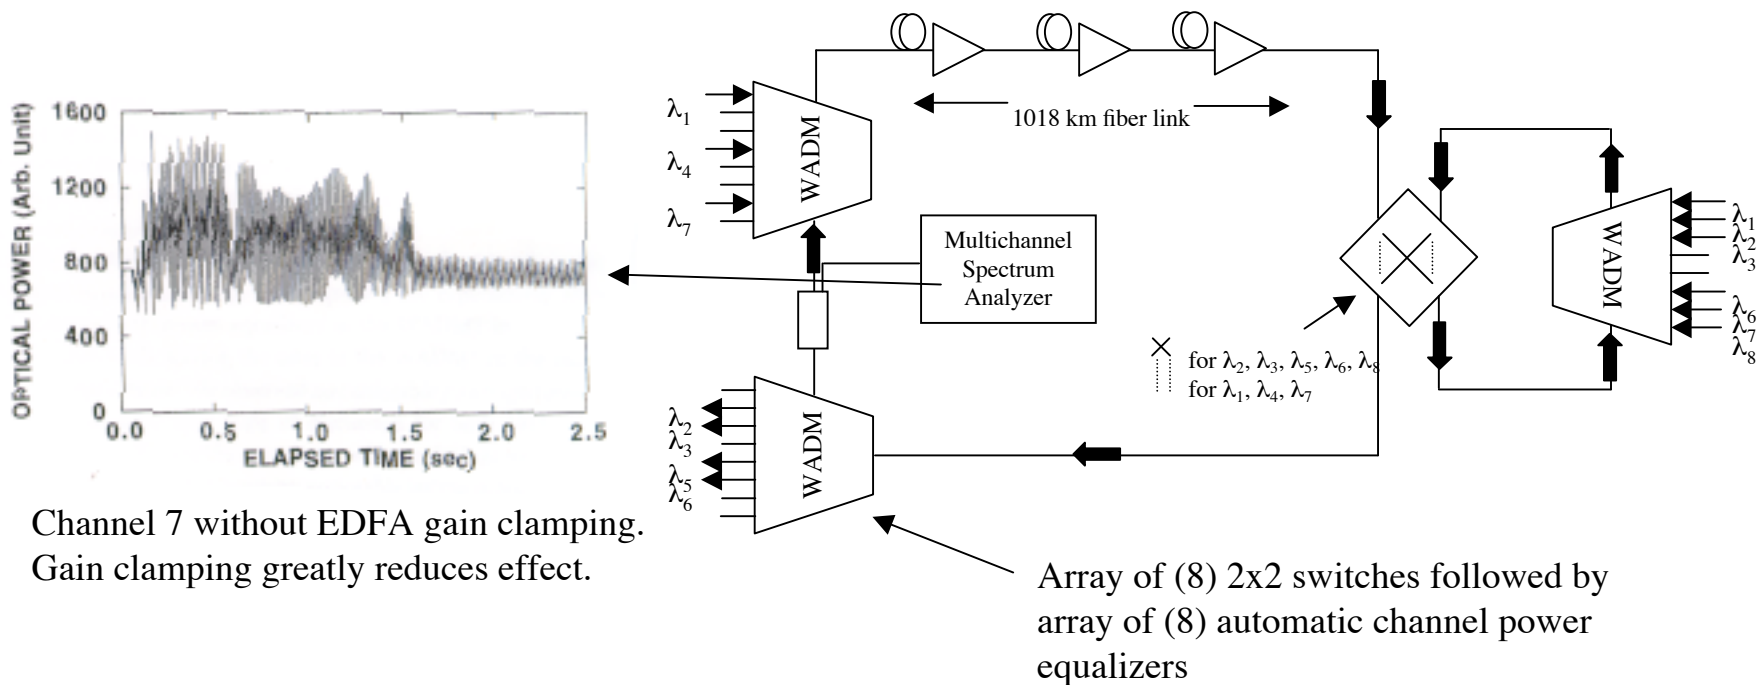 OPTICAL POWER (Arb. Unit)
1600
1200
800
400
0
0.0 0.5 1.0 1.5 2.0 2.5
ELAPSED TIME (sec)
Channel 7 without EDFA gain clamping.
Gain clamping greatly reduces effect.
λ1
λ4
λ7
WADM
1018 km fiber link
Multichannel
Spectrum
Analyzer
λ2
λ3
λ5
λ6
WADM
for λ2, λ3, λ5, λ6, λ8
for λ1, λ4, λ7
WADM
λ1
λ2
λ3
λ6
λ7
λ8
Array of (8) 2x2 switches followed by
array of (8) automatic channel power
equalizers